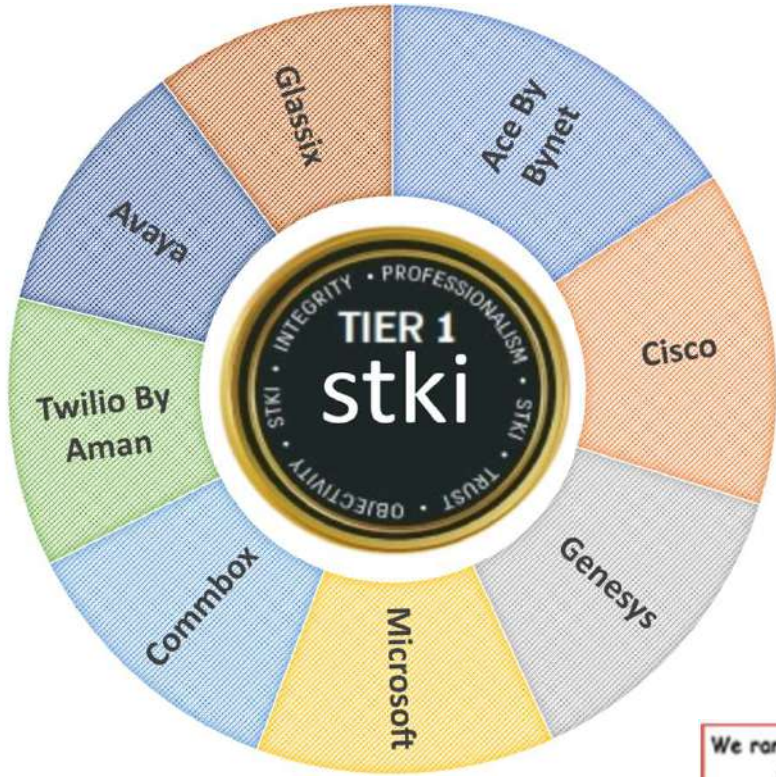 Glassix
Ace By
Bynet
Avaya
Cisco
Twilio By
Aman
Genesys
Commbox
Microsoft
STKI • INTEGRITY • PROFESSIONALISM • STKI • TRUST • OBJECTIVITY •
TIER 1
stki
We